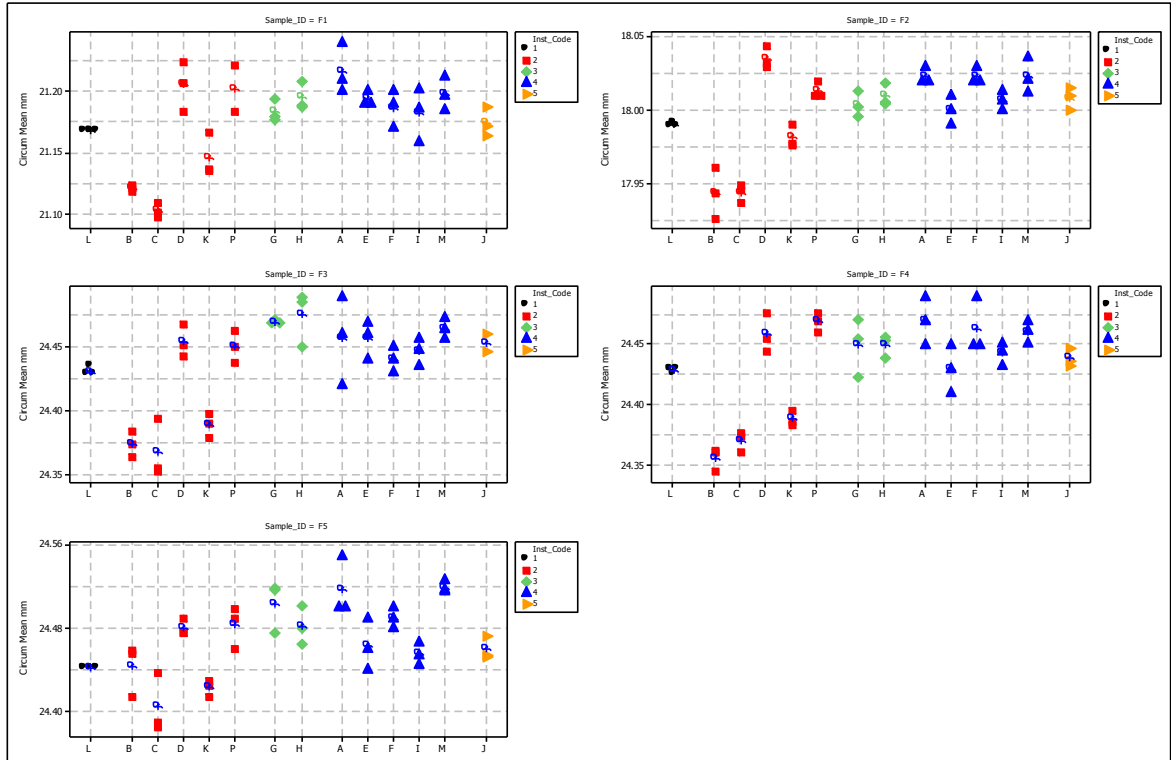 Sample_ID = F1
Circum Mean mm
21.20
21.15
21.10
L B C D K P G H A E F I M J
Inst_Code
1
2
3
4
5
Sample_ID = F2
Circum Mean mm
18.05
18.00
17.95
L B C D K P G H A E F I M J
Inst_Code
1
2
3
4
5
Sample_ID = F3
Circum Mean mm
24.45
24.40
24.35
L B C D K P G H A E F I M J
Inst_Code
1
2
3
4
5
Sample_ID = F4
Circum Mean mm
24.45
24.40
24.35
L B C D K P G H A E F I M J
Inst_Code
1
2
3
4
5
Sample_ID = F5
Circum Mean mm
24.56
24.48
24.40
L B C D K P G H A E F I M J
Inst_Code
1
2
3
4
5